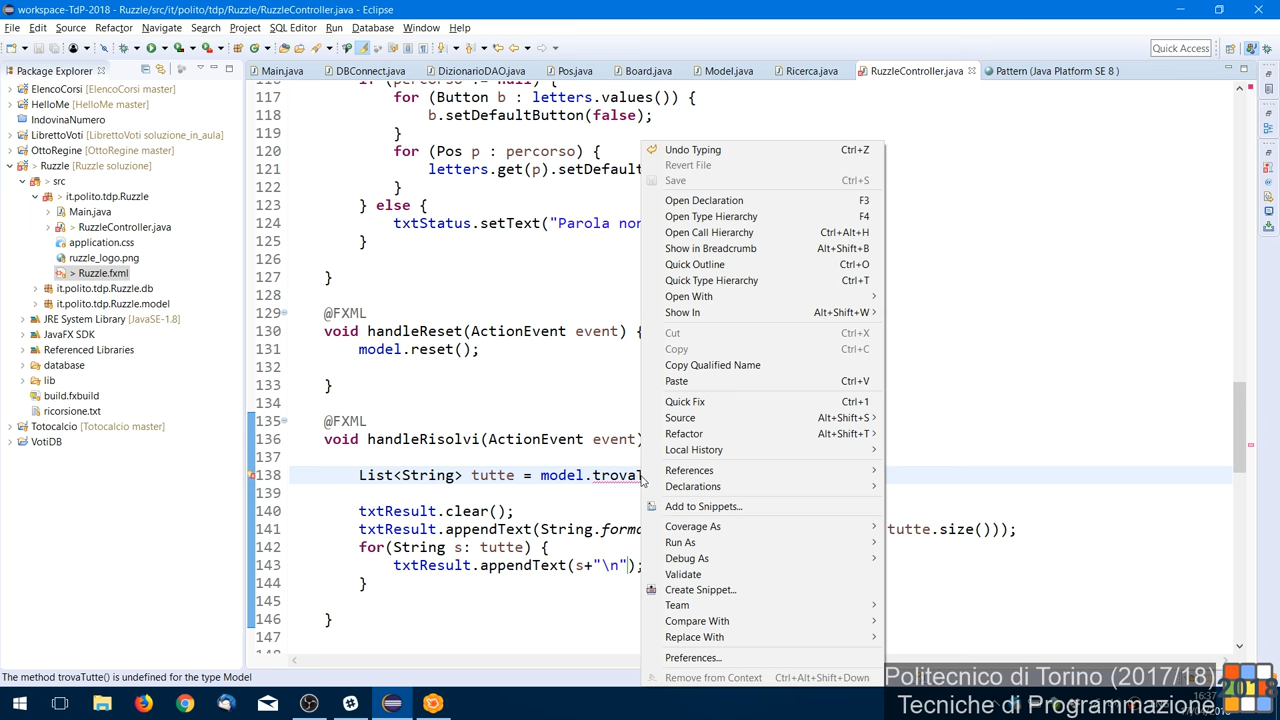 workspace-TdP-2018 - Ruzzle/src/it/polito/tdp/Ruzzle/RuzzleController.java - Eclipse
File Edit Source Refactor Navigate Search Project SQL Editor Run Database Window Help
Quick Access
Package Explorer
Main.java DBConnect.java DizionarioDAO.java Pos.java Board.java Model.java Ricerca.java RuzzleController.java Pattern (Java Platform SE 8 )
ElencoCorsi [ElencoCorsi master]
HelloMe [HelloMe master]
IndovinaNumero
LibrettoVoti [LibrettoVoti soluzione_in_aula]
OttoRegine [OttoRegine master]
> Ruzzle [Ruzzle soluzione]
> src
> it.polito.tdp.Ruzzle
Main.java
> RuzzleController.java
application.css
ruzzle_logo.png
> Ruzzle.fxml
it.polito.tdp.Ruzzle.db
it.polito.tdp.Ruzzle.model
JRE System Library [JavaSE-1.8]
JavaFX SDK
Referenced Libraries
database
lib
build.fxbuild
ricorsione.txt
Totocalcio [Totocalcio master]
VotiDB
117 for (Button b : letters.values()) {
118 b.setDefaultButton(false);
119 }
120 for (Pos p : percorso) {
121 letters.get(p).setDefault
122 }
123 } else {
124 txtStatus.setText("Parola non
125 }
126
127 }
128
129 @FXML
130 void handleReset(ActionEvent event) {
131 model.reset();
132
133 }
134
135 @FXML
136 void handleRisolvi(ActionEvent event)
137
138 List<String> tutte = model.trovaT
139
140 txtResult.clear();
141 txtResult.appendText(String.forma tutte.size()));
142 for(String s: tutte) {
143 txtResult.appendText(s+"\n");
144 }
145
146 }
147
Undo Typing Ctrl+Z
Revert File
Save Ctrl+S
Open Declaration F3
Open Type Hierarchy F4
Open Call Hierarchy Ctrl+Alt+H
Show in Breadcrumb Alt+Shift+B
Quick Outline Ctrl+O
Quick Type Hierarchy Ctrl+T
Open With
Show In Alt+Shift+W
Cut Ctrl+X
Copy Ctrl+C
Copy Qualified Name
Paste Ctrl+V
Quick Fix Ctrl+1
Source Alt+Shift+S
Refactor Alt+Shift+T
Local History
References
Declarations
Add to Snippets...
Coverage As
Run As
Debug As
Validate
Create Snippet...
Team
Compare With
Replace With
Preferences...
Remove from Context Ctrl+Alt+Shift+Down
The method trovaTutte() is undefined for the type Model
Politecnico di Torino (2017/18)
Tecniche di Programmazione
2018
16:37